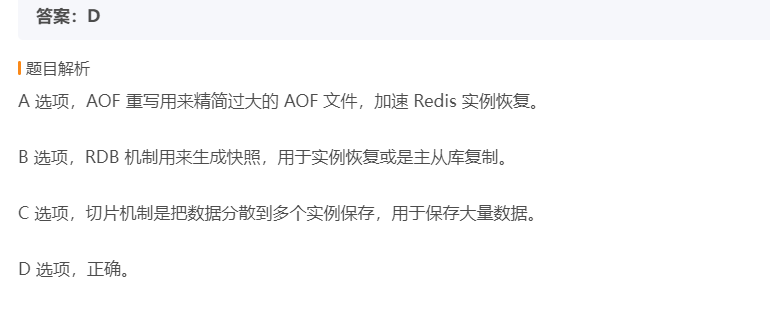 答案：D
题目解析
A 选项，AOF 重写用来精简过大的 AOF 文件，加速 Redis 实例恢复。
B 选项，RDB 机制用来生成快照，用于实例恢复或是主从库复制。
C 选项，切片机制是把数据分散到多个实例保存，用于保存大量数据。
D 选项，正确。